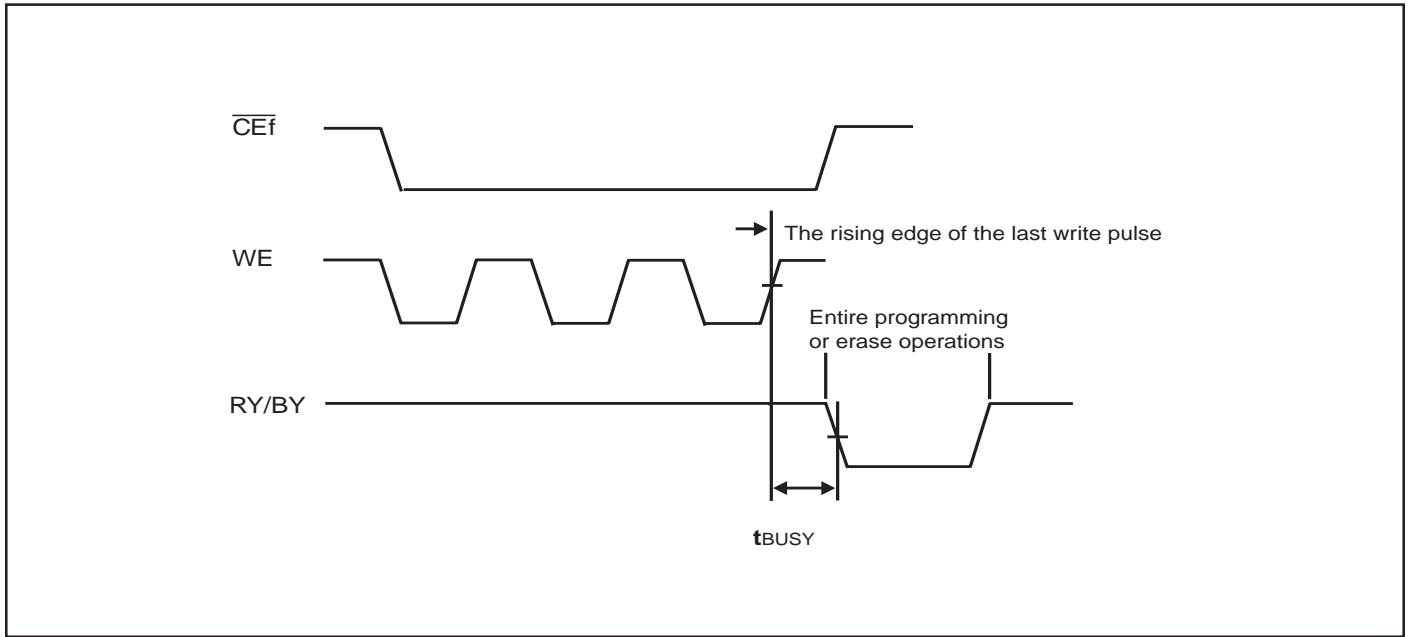 CEf
The rising edge of the last write pulse
WE
Entire programming
or erase operations
RY/BY
tBUSY